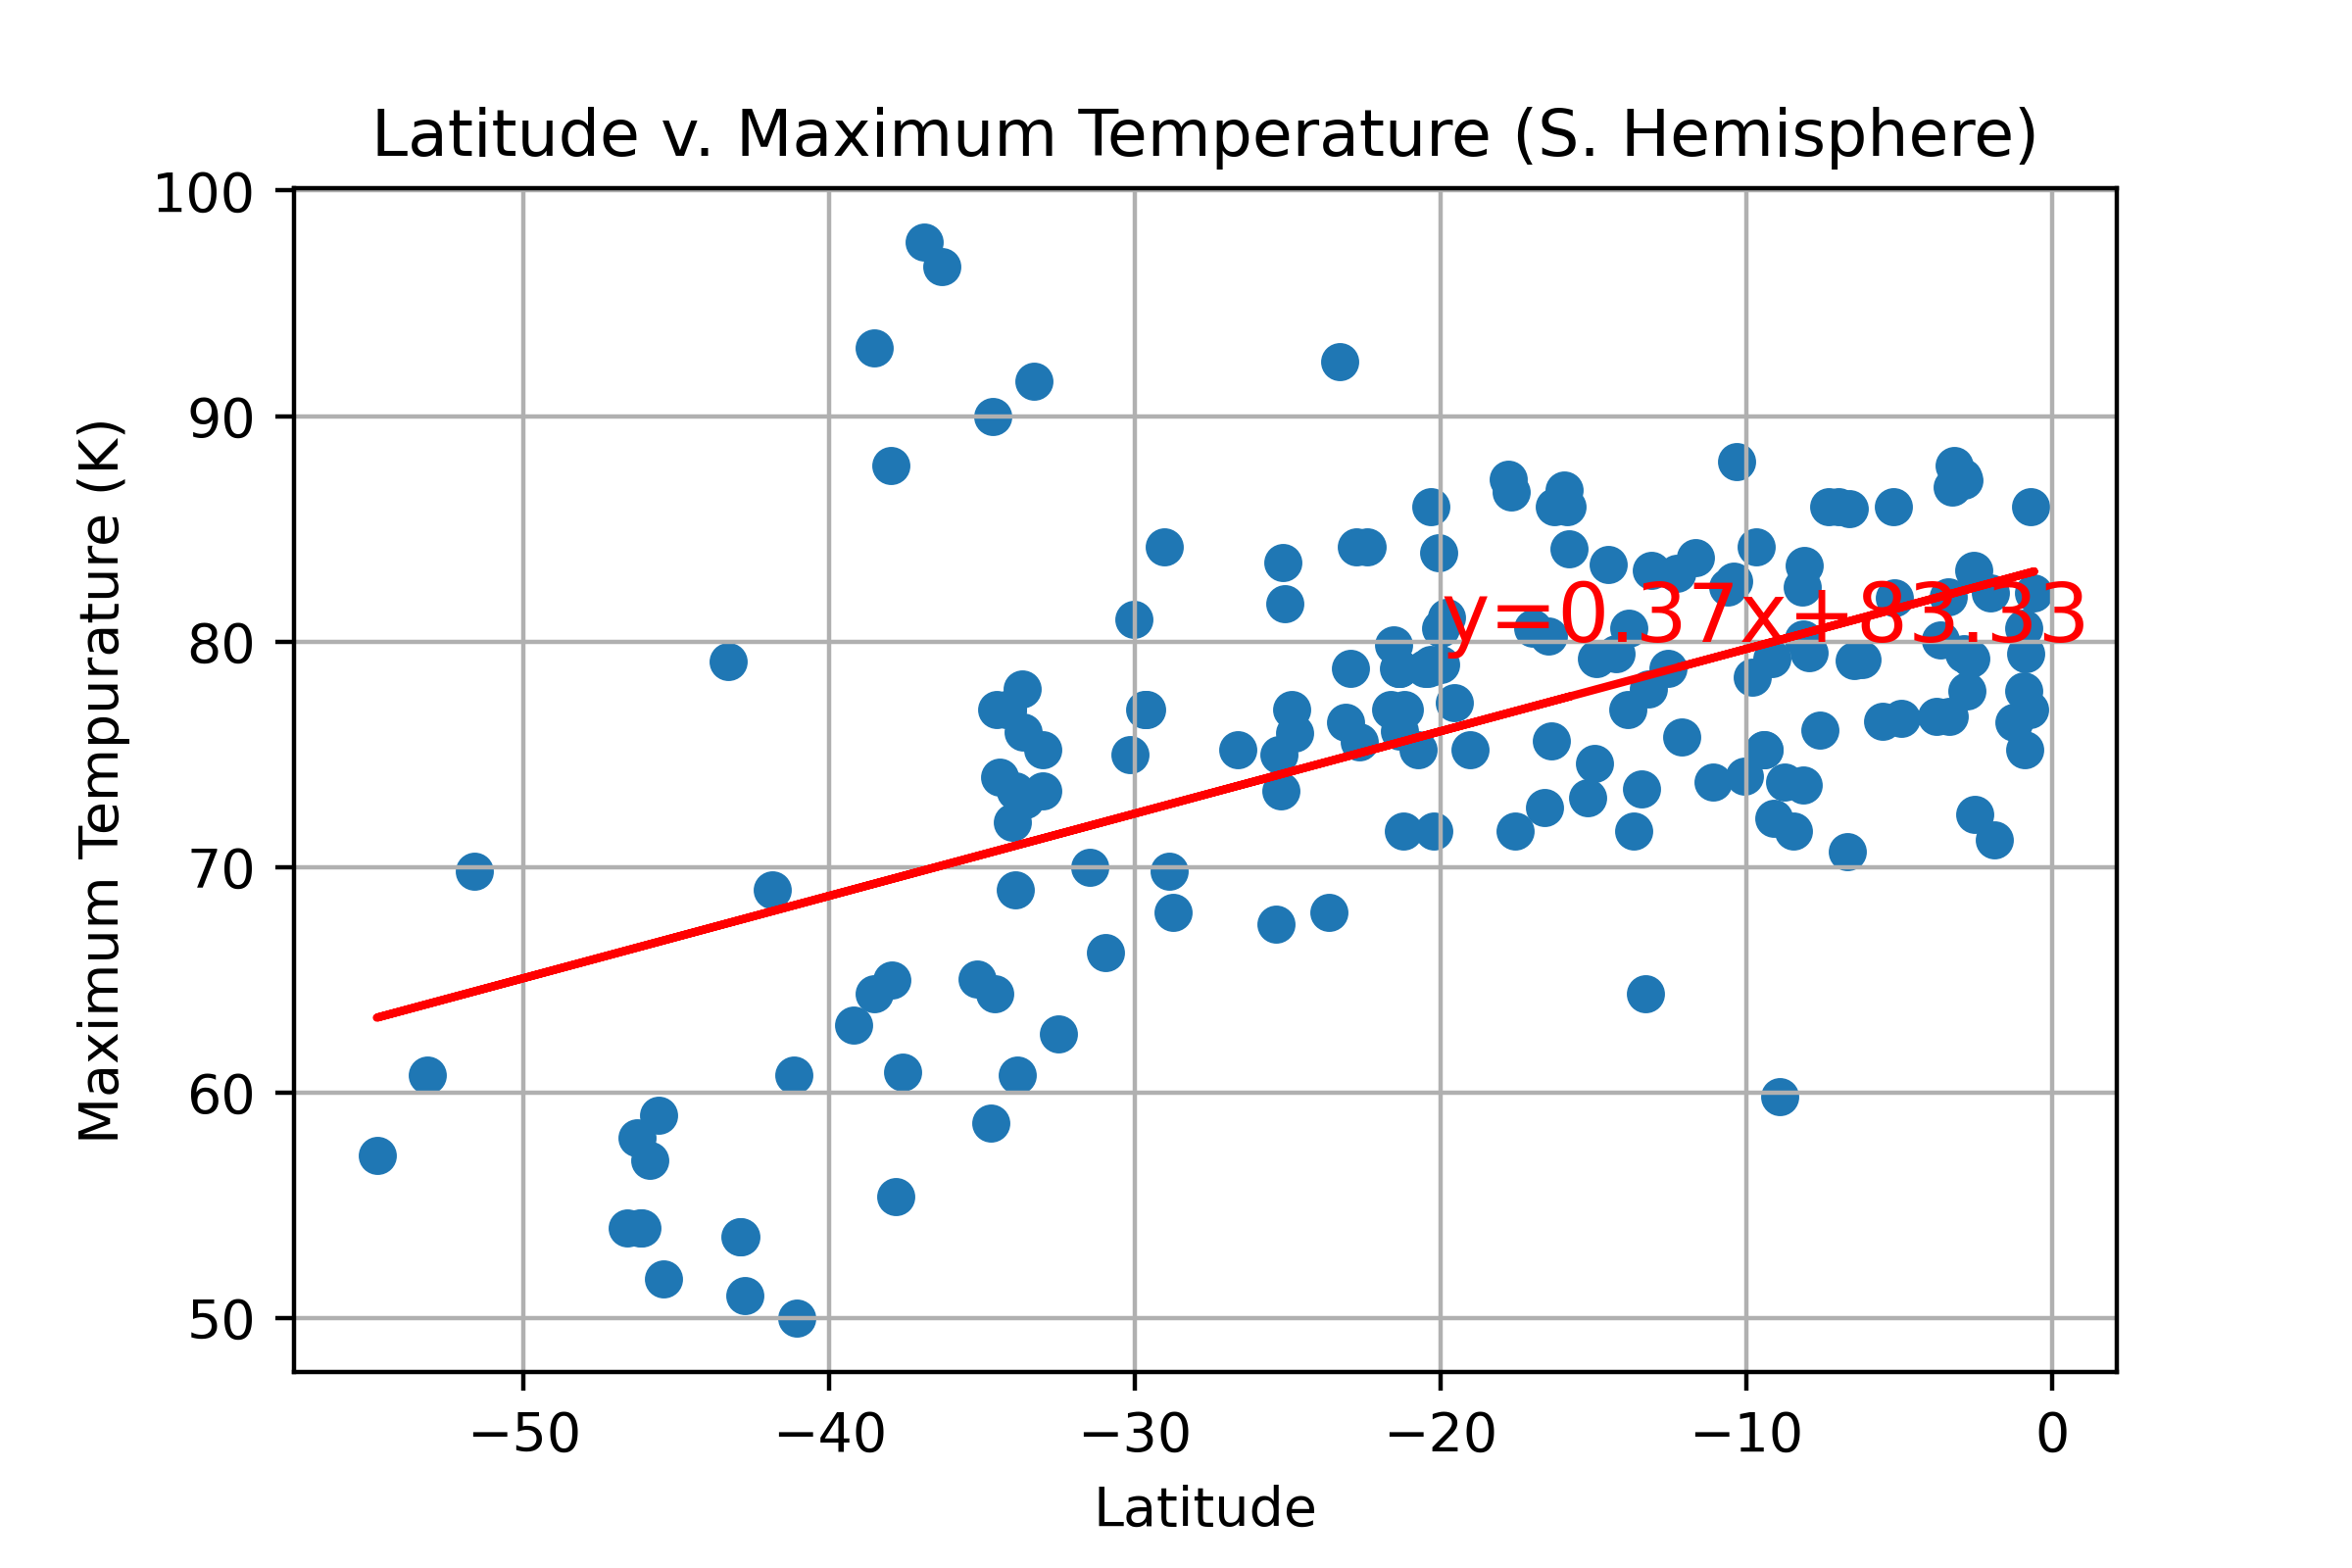 Latitude v. Maximum Temperature (S. Hemisphere)
100
90
80
70
60
50
Maximum Tempurature (K)
y=0.37x+83.33
−50 −40 −30 −20 −10 0
Latitude